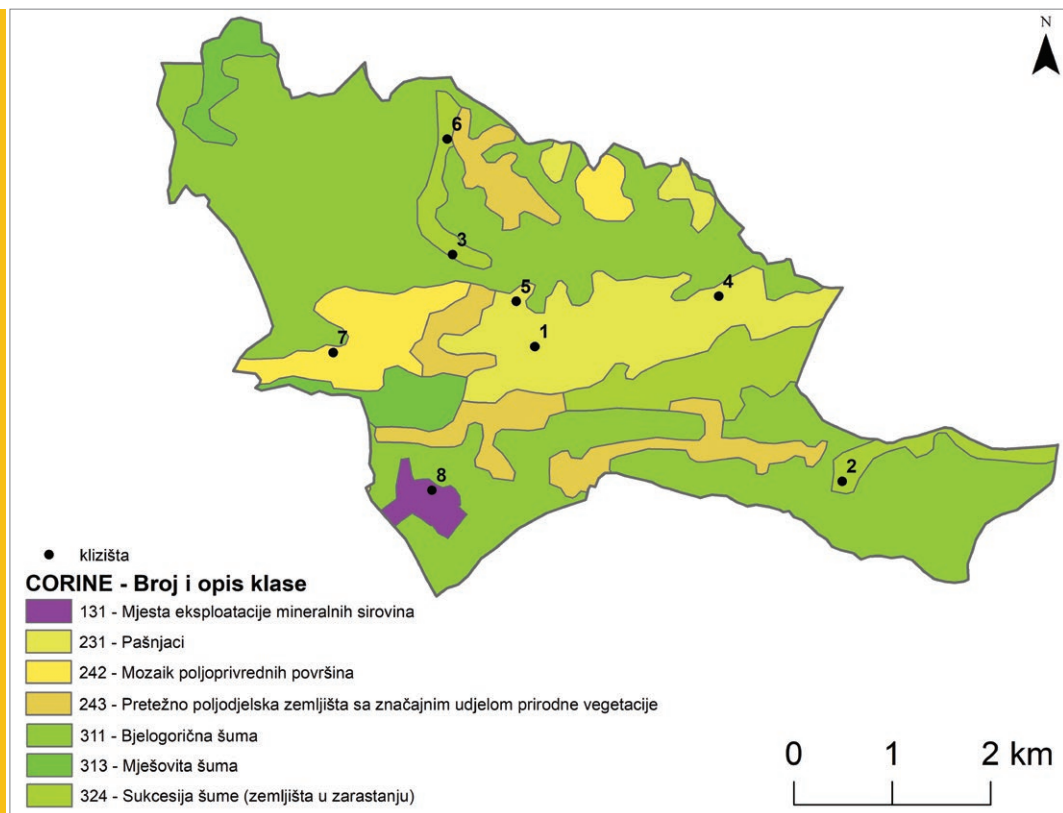 N
6
3
5
4
1
7
2
8
klizišta
CORINE - Broj i opis klase
131 - Mjesta eksploatacije mineralnih sirovina
231 - Pašnjaci
242 - Mozaik poljoprivrednih površina
243 - Pretežno poljodjelska zemljišta sa značajnim udjelom prirodne vegetacije
311 - Bjelogorična šuma
313 - Mješovita šuma
324 - Sukcesija šume (zemljišta u zarastanju)
0 1 2 km